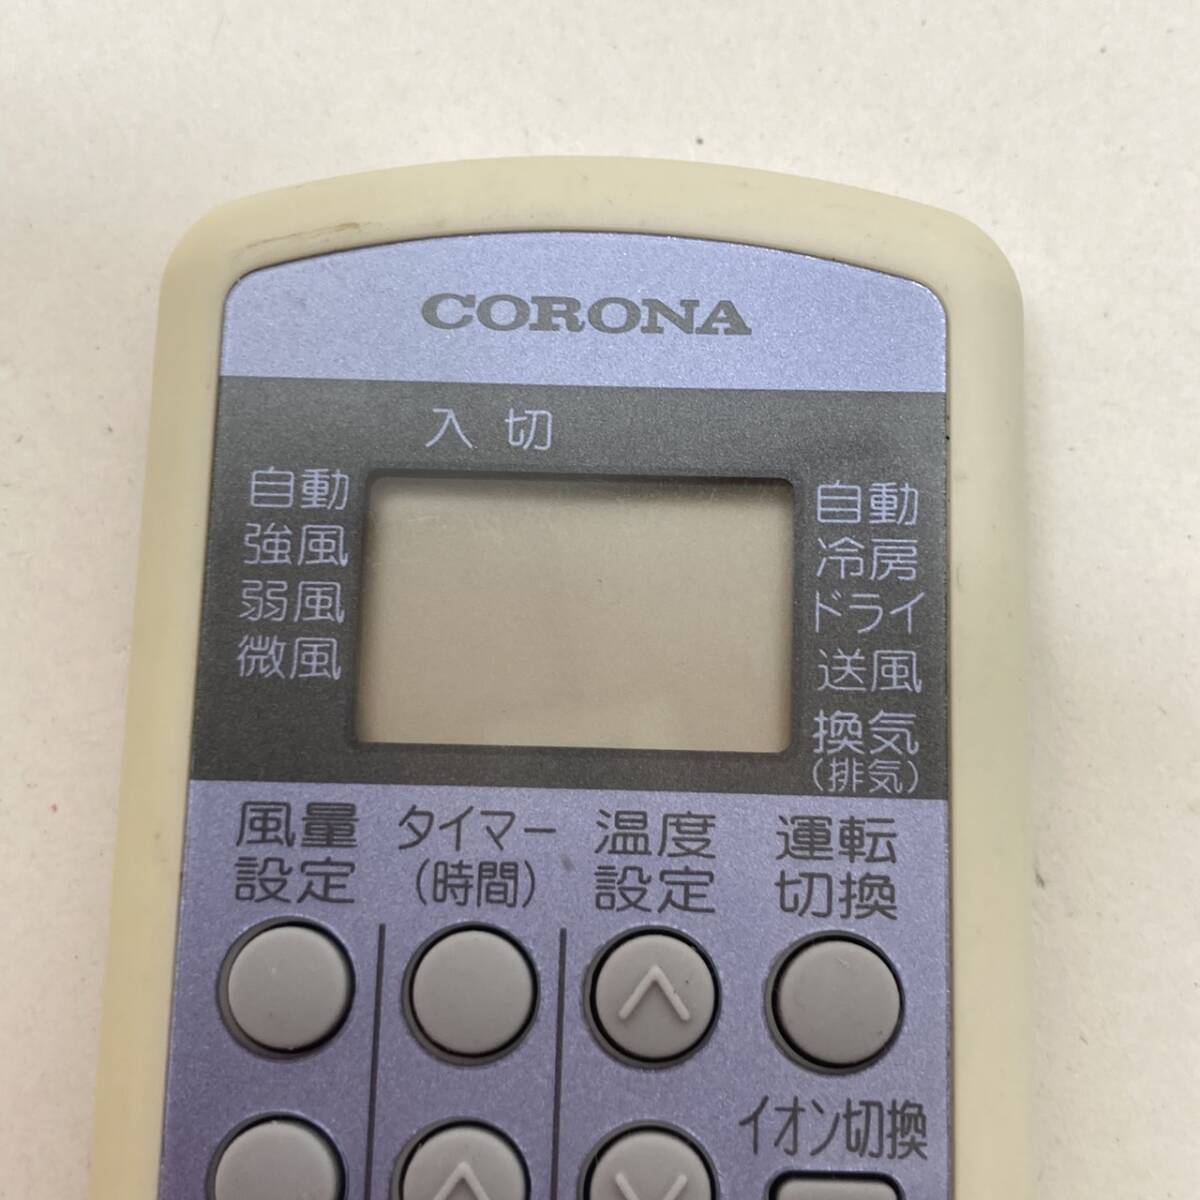 CORONA
入 切
自動
強風
弱風
微風
自動
冷房
ドライ
送風
換気
(排気)
風量
設定
タイマー
(時間)
温度
設定
運転
切換
イオン切換